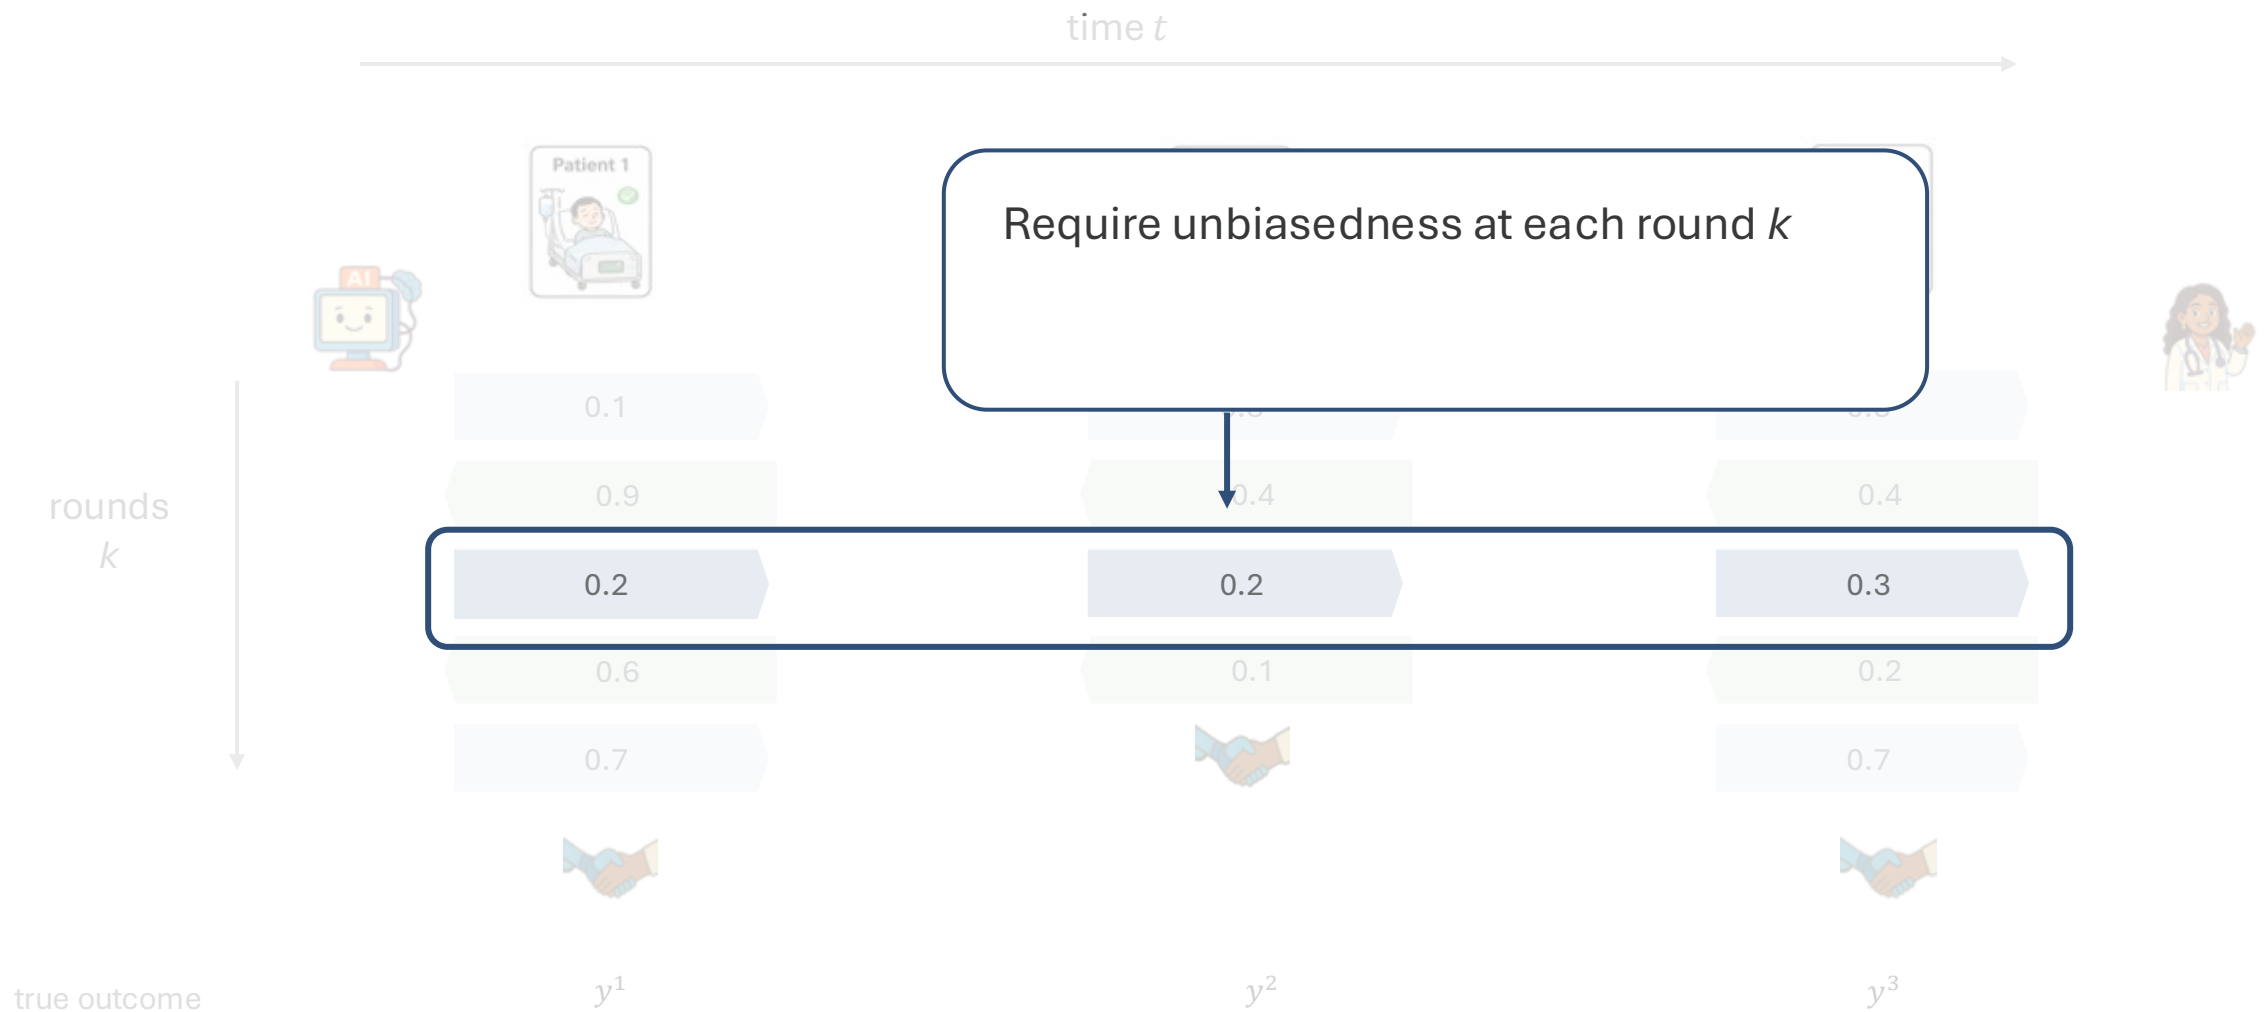 time t
Patient 1
Require unbiasedness at each round k
AI
0.1
0.9
0.4
0.4
rounds
k
0.2
0.2
0.3
0.6
0.1
0.2
0.7
0.7
true outcome
y¹
y²
y³